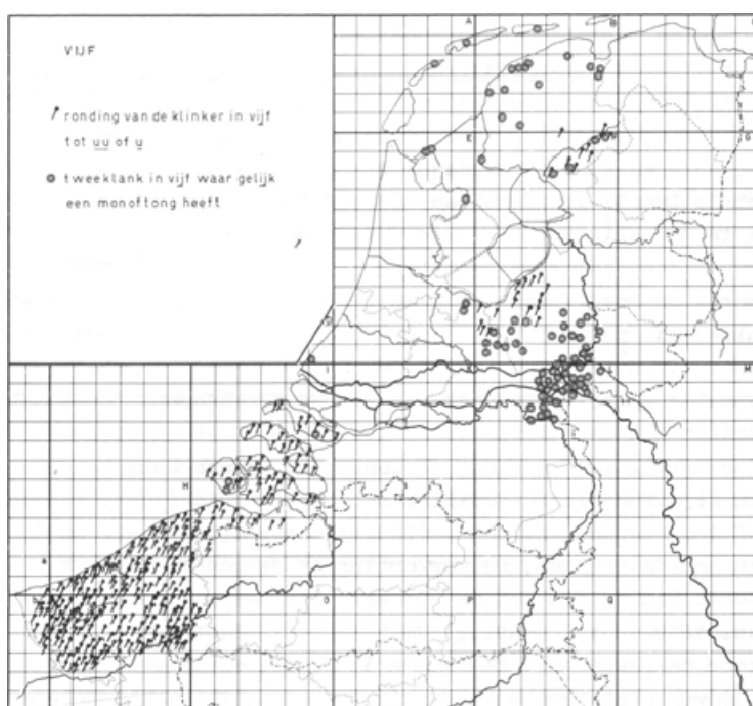 VIJF
ronding van de klinker in vijf
tot uu of u
tweeklank in vijf waar gelijk
een monoftong heeft
A
B
E
G
D
I
K
L
M
H
O
P
Q